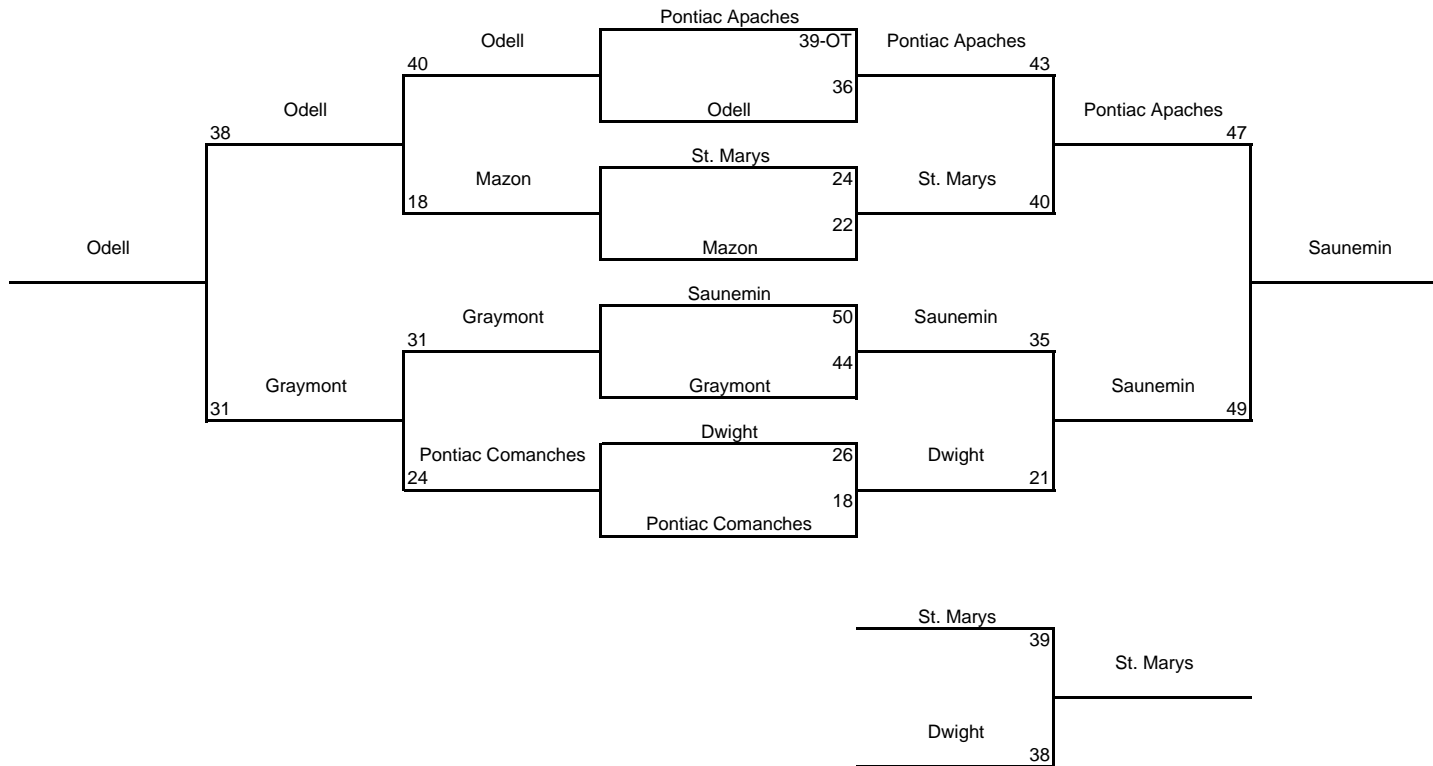 Pontiac Apaches
Odell 39-OT Pontiac Apaches
40 43
36
Odell Odell Pontiac Apaches
38 47
St. Marys
Mazon 24 St. Marys
18 40
22
Odell Mazon Saunemin
Saunemin
Graymont 50 Saunemin
31 35
44
Graymont Graymont Saunemin
31 49
Dwight
Pontiac Comanches 26 Dwight
24 21
18
Pontiac Comanches
St. Marys
39
St. Marys
Dwight
38